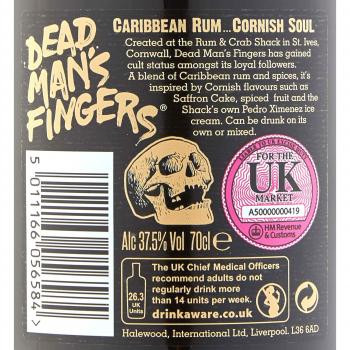 DEAD
MAN'S
FINGERS®
CARIBBEAN RUM...CORNISH SOUL
Created at the Rum & Crab Shack in St. Ives,
Cornwall, Dead Man's Fingers has gained
cult status amongst its loyal followers.
A blend of Caribbean rum and spices, it's
inspired by Cornish flavours such as
Saffron Cake, spiced fruit and the
Shack's own Pedro Ximenez ice
cream. Can be drunk on its
own or mixed.
FOR THE
UK
MARKET
A5000000419
HM Revenue
& Customs
Alc 37.5% Vol 70cl e
5 011166 056584
26.3
UK
Units
The UK Chief Medical Officers
recommend adults do not
regularly drink more
than 14 units per week.
drinkaware.co.uk
Halewood, International Ltd, Liverpool. L36 6AD